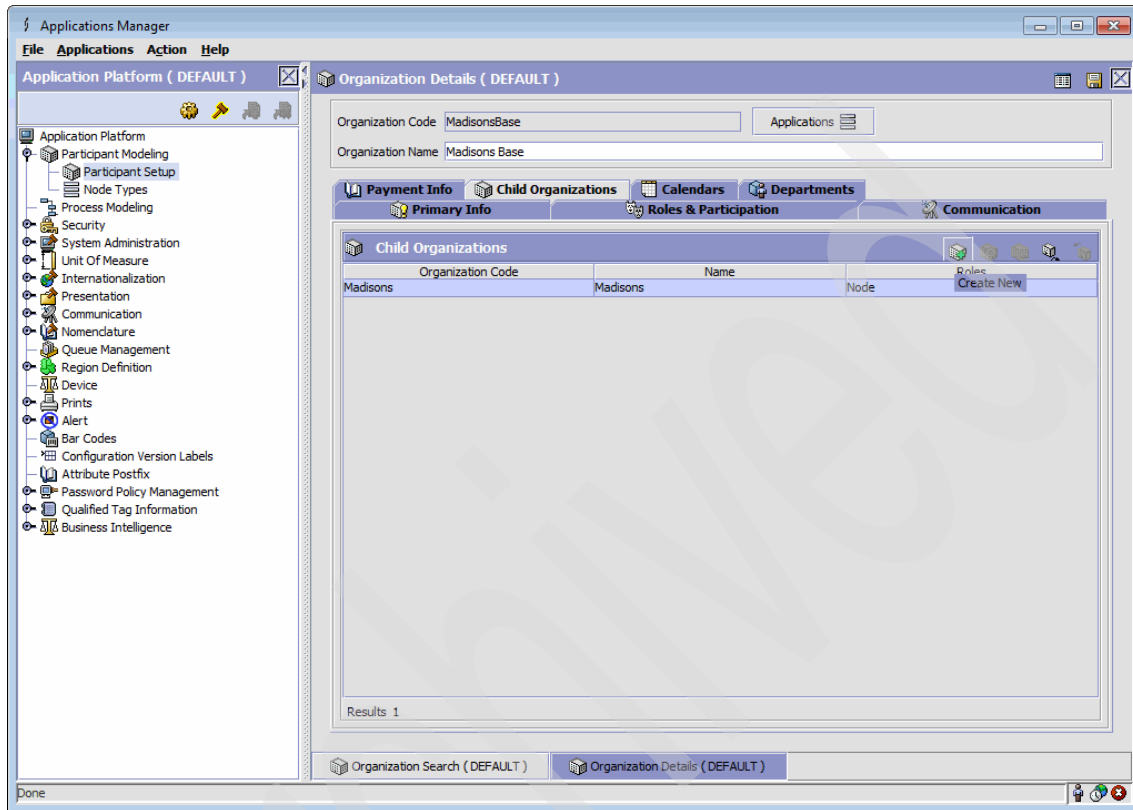 Applications Manager
File Applications Action Help
Application Platform ( DEFAULT )
Application Platform
Participant Modeling
Participant Setup
Node Types
Process Modeling
Security
System Administration
Unit Of Measure
Internationalization
Presentation
Communication
Nomenclature
Queue Management
Region Definition
Device
Prints
Alert
Bar Codes
Configuration Version Labels
Attribute Postfix
Password Policy Management
Qualified Tag Information
Business Intelligence
Organization Details ( DEFAULT )
Organization Code MadisonsBase Applications
Organization Name Madisons Base
Payment Info Child Organizations Calendars Departments
Primary Info Roles & Participation Communication
Child Organizations
Organization Code Name Roles
Create New
Madisons Madisons Node
Results 1
Organization Search ( DEFAULT ) Organization Details ( DEFAULT )
Done